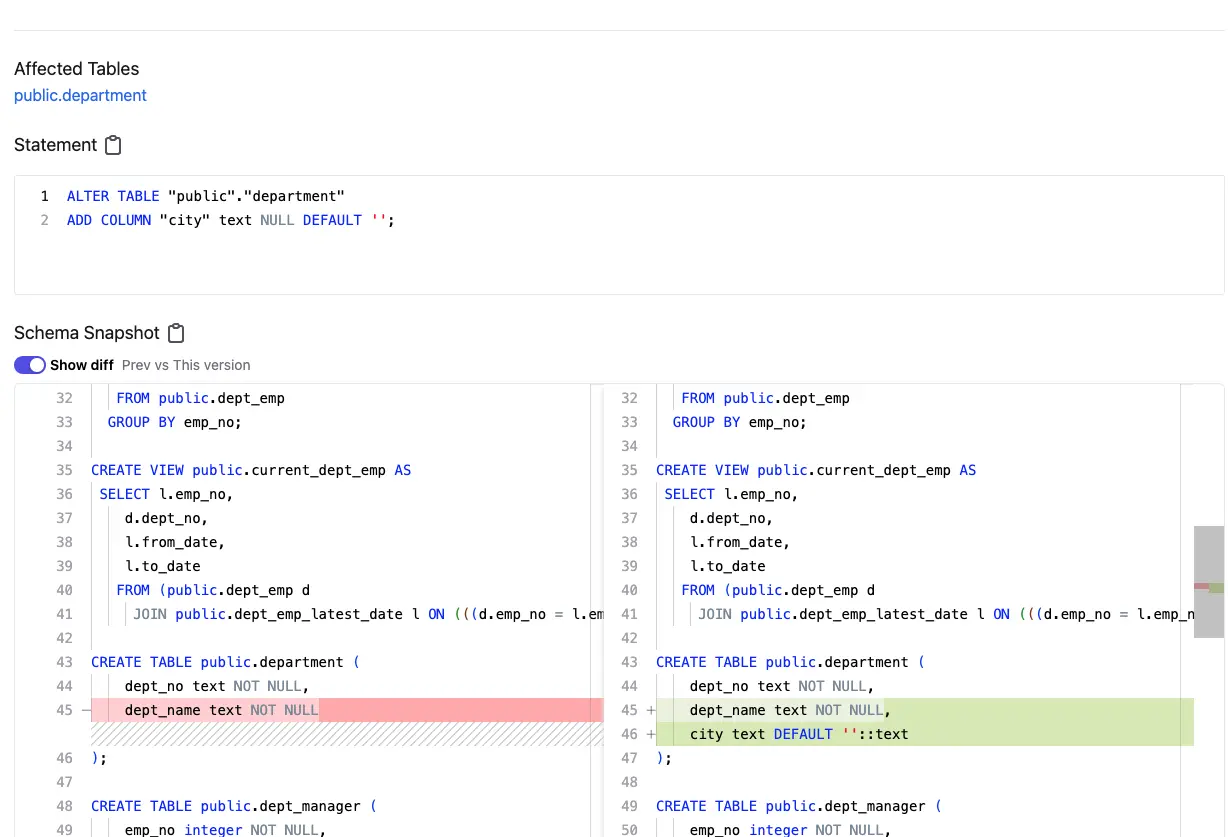 Affected Tables
public.department
Statement
1 ALTER TABLE "public"."department"
2 ADD COLUMN "city" text NULL DEFAULT '';
Schema Snapshot
Show diff Prev vs This version
32 FROM public.dept_emp
33 GROUP BY emp_no;
34
35 CREATE VIEW public.current_dept_emp AS
36 SELECT l.emp_no,
37 d.dept_no,
38 l.from_date,
39 l.to_date
40 FROM (public.dept_emp d
41 JOIN public.dept_emp_latest_date l ON (((d.emp_no = l.em
42
43 CREATE TABLE public.department (
44 dept_no text NOT NULL,
45 − dept_name text NOT NULL
46 );
47
48 CREATE TABLE public.dept_manager (
49 emp_no integer NOT NULL,
32 FROM public.dept_emp
33 GROUP BY emp_no;
34
35 CREATE VIEW public.current_dept_emp AS
36 SELECT l.emp_no,
37 d.dept_no,
38 l.from_date,
39 l.to_date
40 FROM (public.dept_emp d
41 JOIN public.dept_emp_latest_date l ON (((d.emp_no = l.emp_n
42
43 CREATE TABLE public.department (
44 dept_no text NOT NULL,
45 + dept_name text NOT NULL,
46 + city text DEFAULT ''::text
47 );
48
49 CREATE TABLE public.dept_manager (
50 emp_no integer NOT NULL,